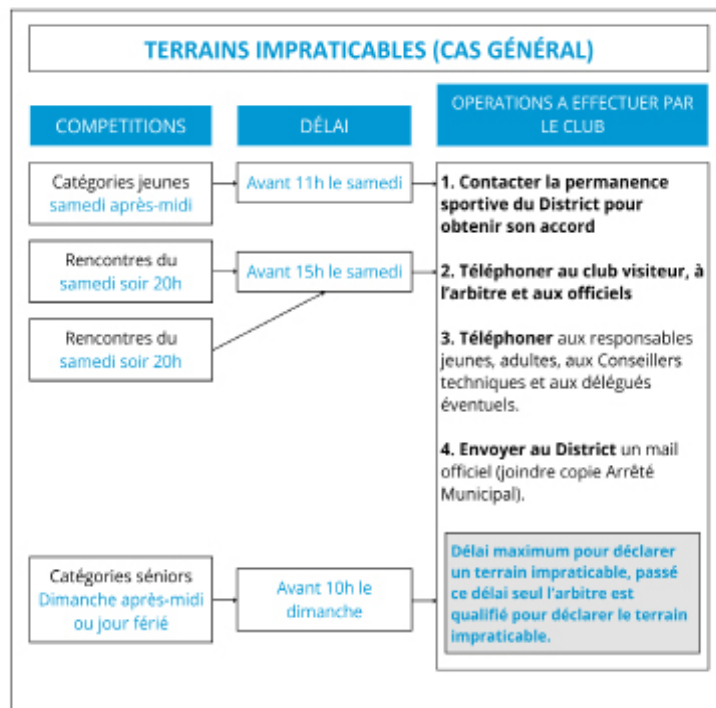 TERRAINS IMPRATICABLES (CAS GÉNÉRAL)
COMPETITIONS
DÉLAI
OPERATIONS A EFFECTUER PAR
LE CLUB
Catégories jeunes
samedi après-midi
Avant 11h le samedi
Rencontres du
samedi soir 20h
Avant 15h le samedi
Rencontres du
samedi soir 20h
1. Contacter la permanence
sportive du District pour
obtenir son accord
2. Téléphoner au club visiteur, à
l'arbitre et aux officiels
3. Téléphoner aux responsables
jeunes, adultes, aux Conseillers
techniques et aux délégués
éventuels.
4. Envoyer au District un mail
officiel (joindre copie Arrêté
Municipal).
Catégories séniors
Dimanche après-midi
ou jour férié
Avant 10h le
dimanche
Délai maximum pour déclarer
un terrain impraticable, passé
ce délai seul l'arbitre est
qualifié pour déclarer le terrain
impraticable.